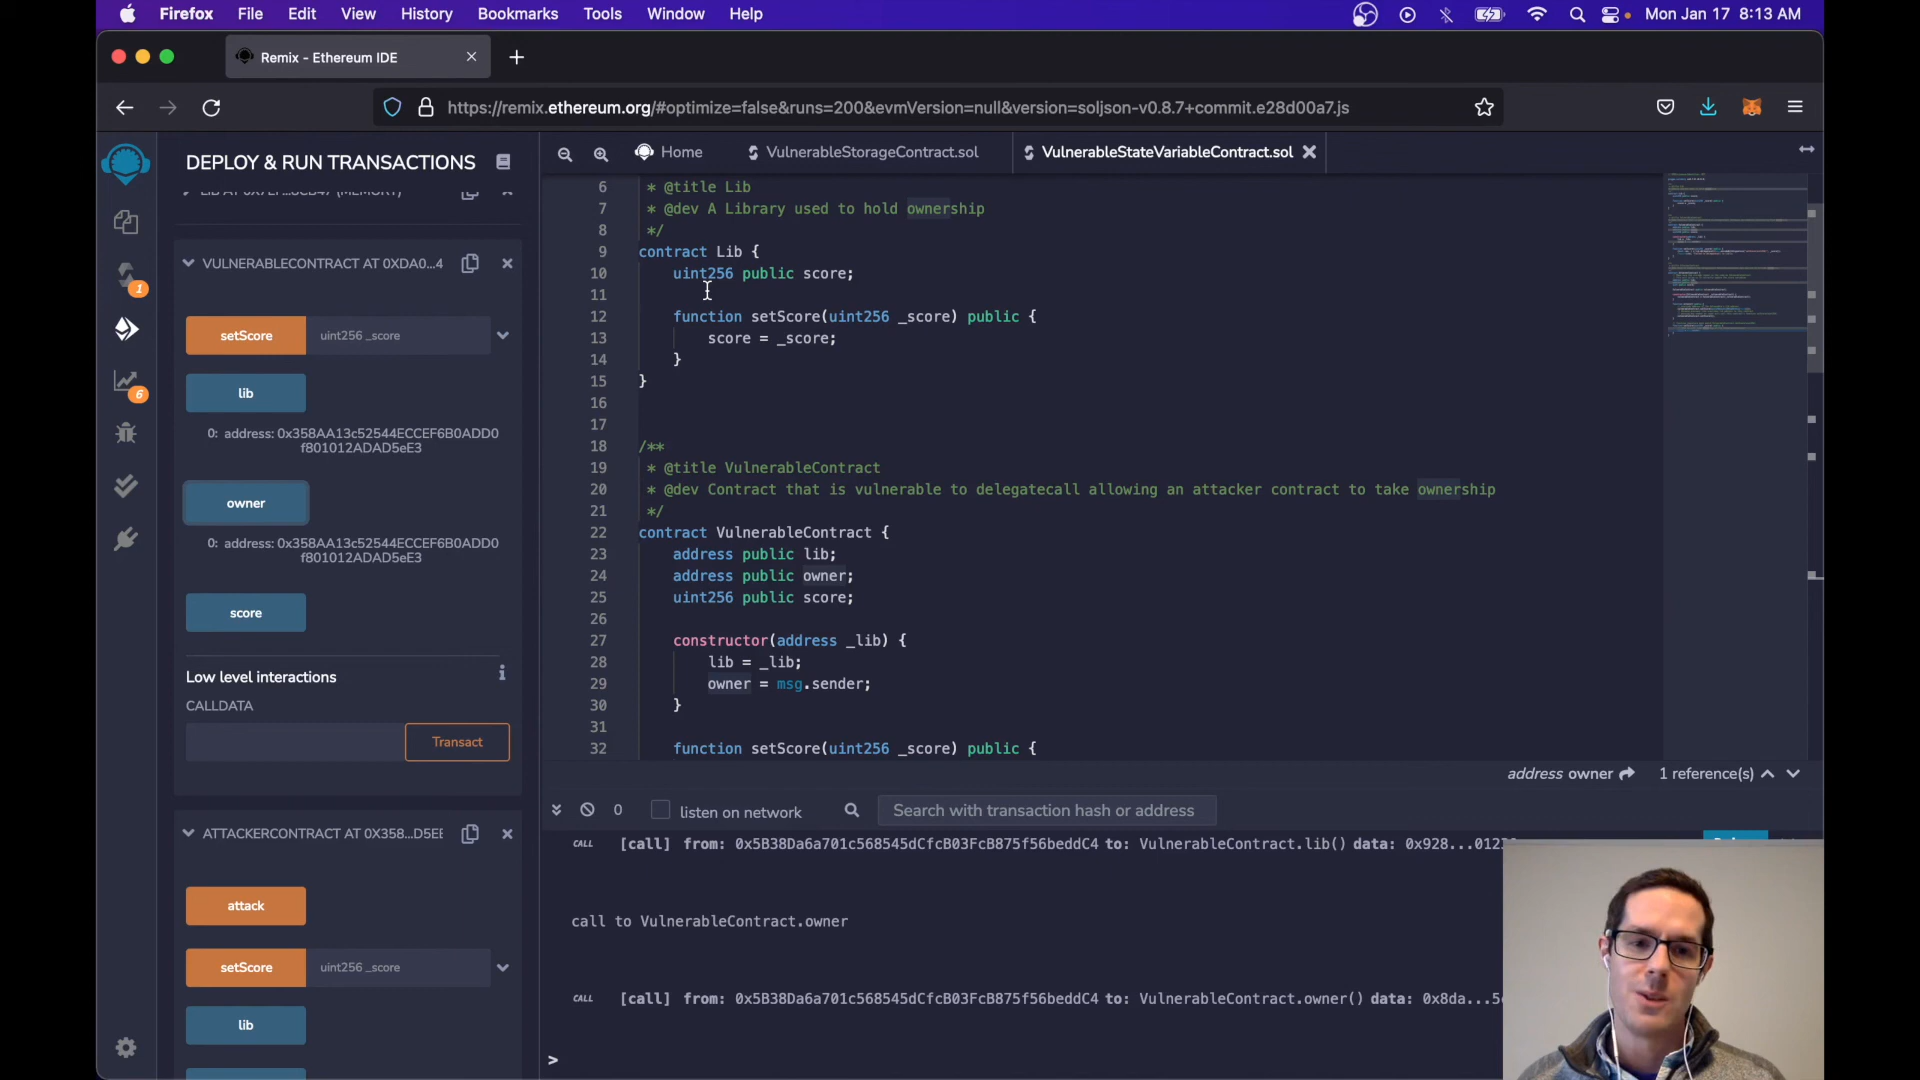 Firefox File Edit View History Bookmarks Tools Window Help Mon Jan 17 8:13 AM
Remix - Ethereum IDE
https://remix.ethereum.org/#optimize=false&runs=200&evmVersion=null&version=soljson-v0.8.7+commit.e28d00a7.js
DEPLOY & RUN TRANSACTIONS
Home VulnerableStorageContract.sol VulnerableStateVariableContract.sol
VULNERABLECONTRACT AT 0XDA0...4
setScore uint256 _score
lib
0: address: 0x358AA13c52544ECCEF6B0ADD0
f801012ADAD5eE3
owner
0: address: 0x358AA13c52544ECCEF6B0ADD0
f801012ADAD5eE3
score
Low level interactions
CALLDATA
Transact
ATTACKERCONTRACT AT 0X358...D5EE
attack
setScore uint256 _score
lib
1
6
6 * @title Lib
7 * @dev A Library used to hold ownership
8 */
9 contract Lib {
10 uint256 public score;
11
12 function setScore(uint256 _score) public {
13 score = _score;
14 }
15 }
16
17
18 /**
19 * @title VulnerableContract
20 * @dev Contract that is vulnerable to delegatecall allowing an attacker contract to take ownership
21 */
22 contract VulnerableContract {
23 address public lib;
24 address public owner;
25 uint256 public score;
26
27 constructor(address _lib) {
28 lib = _lib;
29 owner = msg.sender;
30 }
31
32 function setScore(uint256 _score) public {
address owner 1 reference(s)
0 listen on network Search with transaction hash or address
CALL [call] from: 0x5B38Da6a701c568545dCfcB03FcB875f56beddC4 to: VulnerableContract.lib() data: 0x928...0123
call to VulnerableContract.owner
CALL [call] from: 0x5B38Da6a701c568545dCfcB03FcB875f56beddC4 to: VulnerableContract.owner() data: 0x8da...5
>